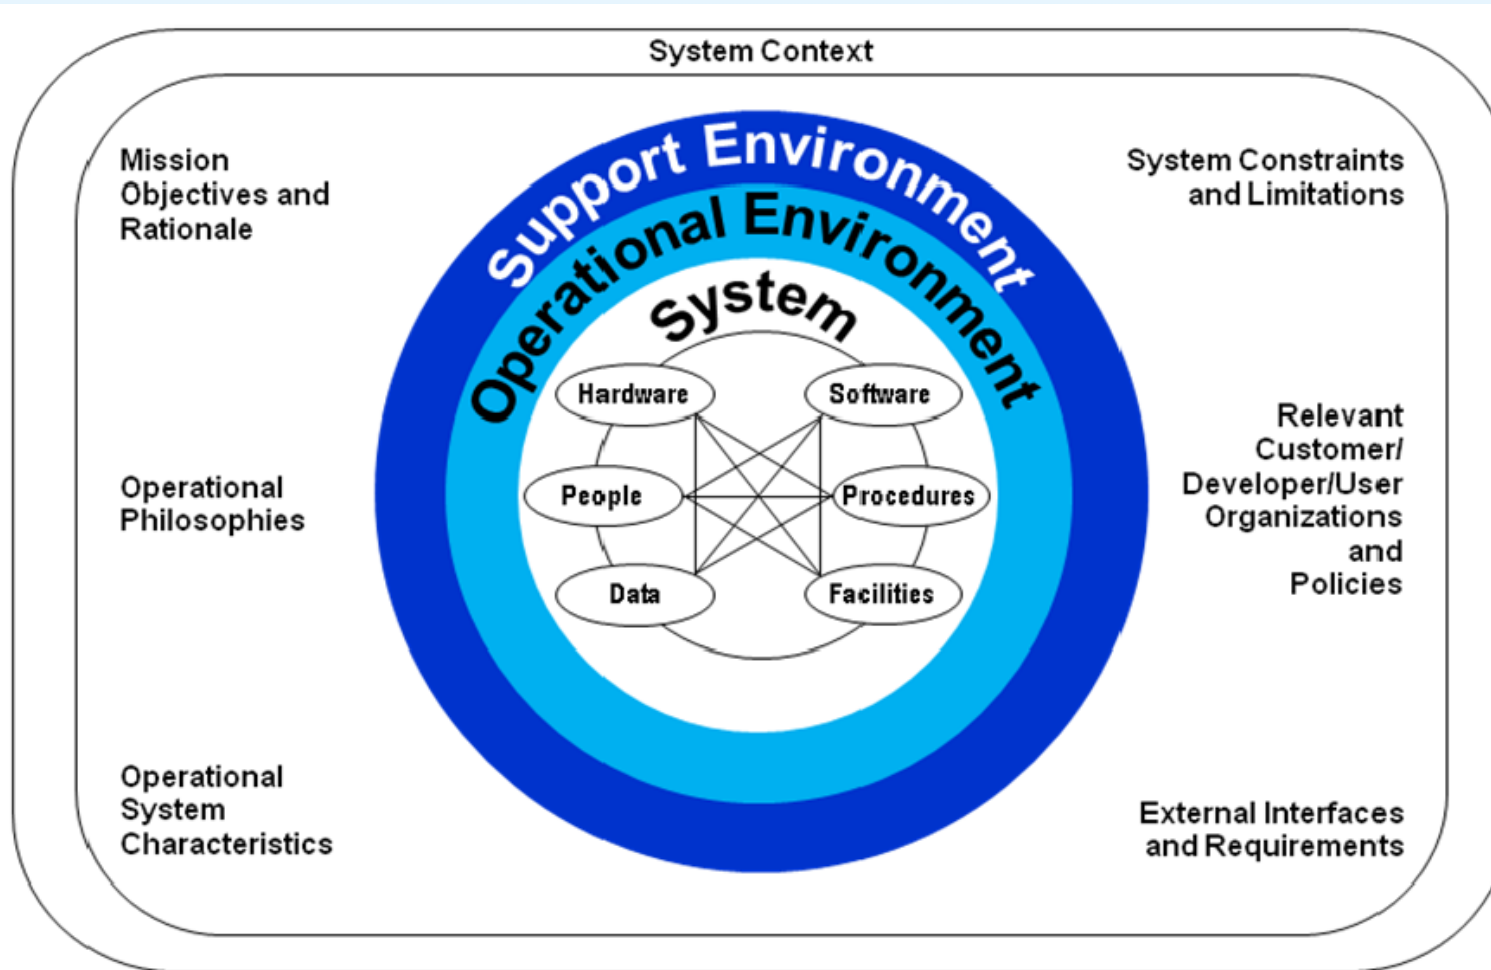 System Context
Mission
Objectives and
Rationale
Operational
Philosophies
Operational
System
Characteristics
Support Environment
Operational Environment
System
Hardware
Software
People
Procedures
Data
Facilities
System Constraints
and Limitations
Relevant
Customer/
Developer/User
Organizations
and
Policies
External Interfaces
and Requirements